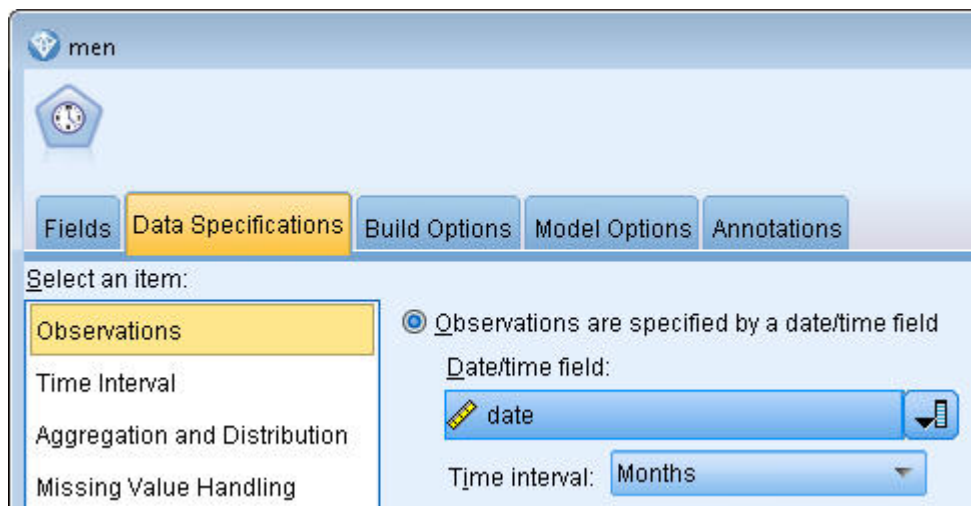 men
Fields Data Specifications Build Options Model Options Annotations
Select an item:
Observations
Time Interval
Aggregation and Distribution
Missing Value Handling
Observations are specified by a date/time field
Date/time field:
date
Time interval: Months